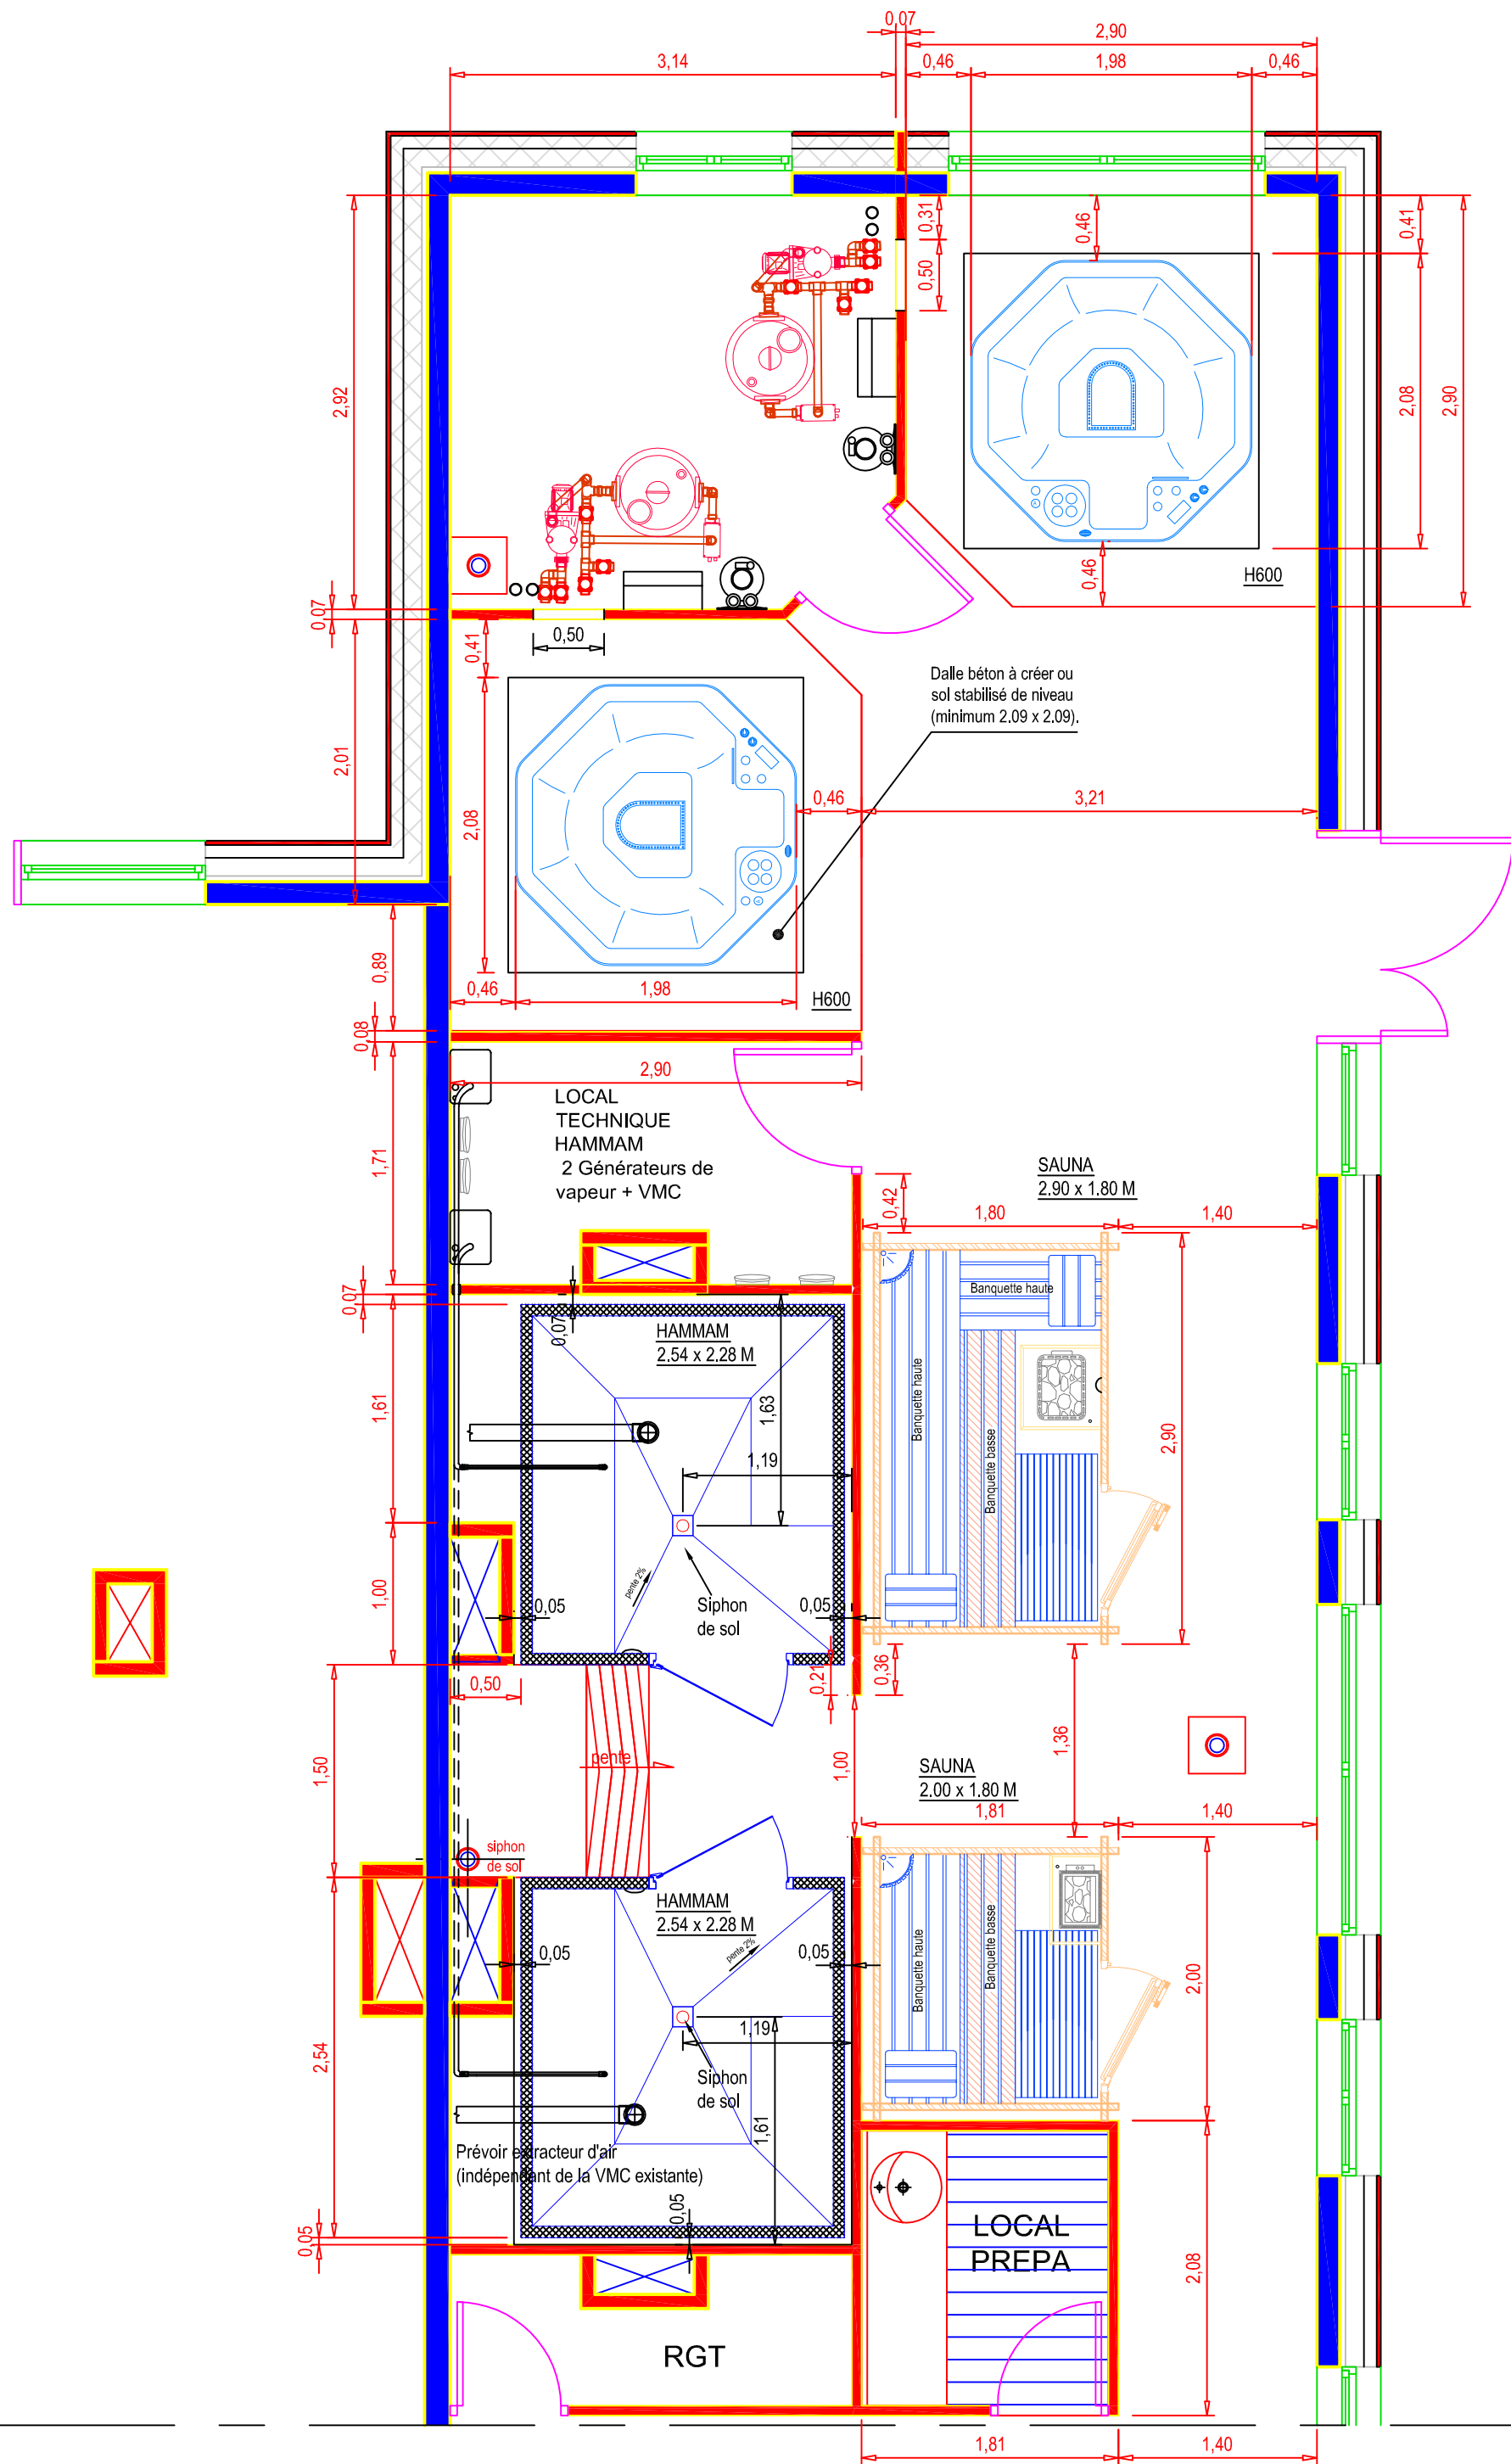 0,07
2,90
3,14
0,46
1,98
0,46
0,31
0,46
0,41
0,50
2,92
2,08
2,90
0,46
H600
0,07
0,50
0,41
Dalle béton à créer ou
sol stabilisé de niveau
(minimum 2.09 x 2.09).
2,01
2,08
0,46
3,21
0,89
0,46
1,98
H600
0,08
2,90
LOCAL
TECHNIQUE
HAMMAM
2 Générateurs de
vapeur + VMC
1,71
SAUNA
2.90 x 1.80 M
0,42
1,80
1,40
Banquette haute
0,07
0,07
HAMMAM
2.54 x 2.28 M
Banquette haute
Banquette basse
1,61
1,63
1,19
2,90
1,00
pente 2%
0,05
Siphon
de sol
0,05
0,50
0,21
0,36
1,36
pente
1,50
1,00
SAUNA
2.00 x 1.80 M
1,81
1,40
siphon
de sol
HAMMAM
2.54 x 2.28 M
pente 2%
0,05
0,05
Banquette haute
Banquette basse
2,00
2,54
1,19
Siphon
de sol
1,61
Prévoir extracteur d'air
(indépendant de la VMC existante)
0,05
0,05
LOCAL
PREPA
2,08
RGT
1,81
1,40